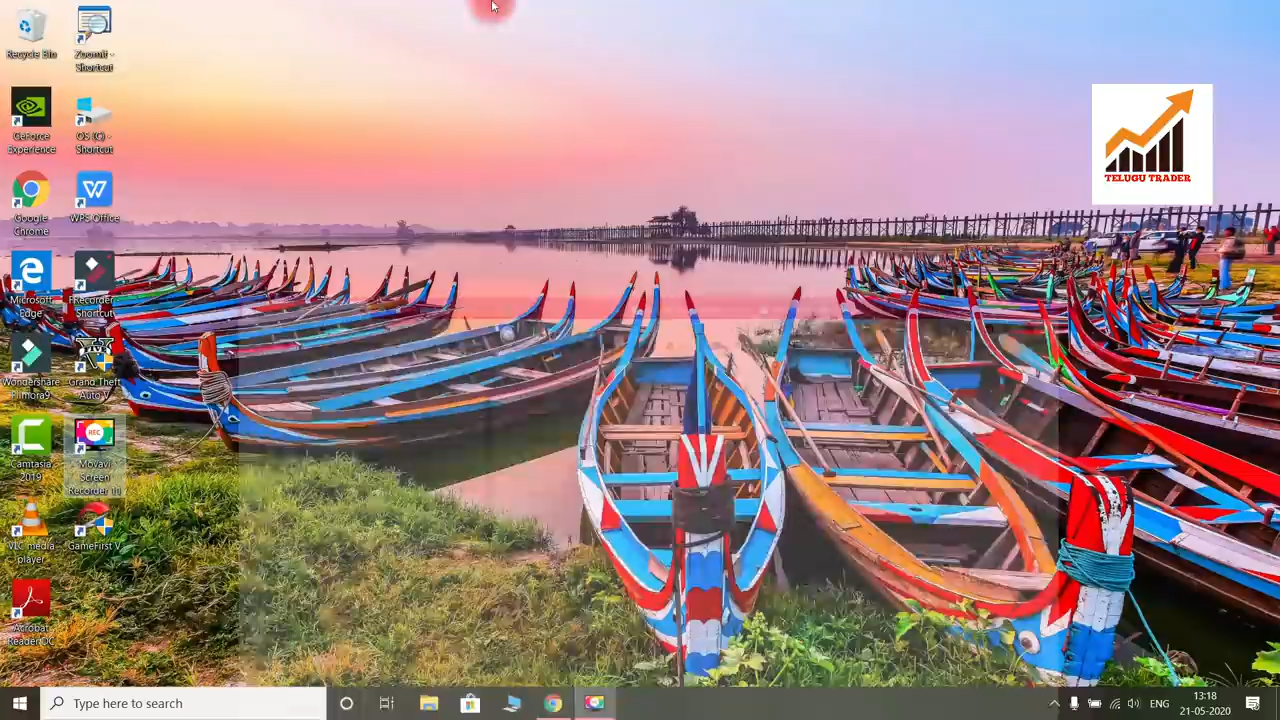 Recycle Bin
ZoomIt -
Shortcut
GeForce
Experience
OS (C) -
Shortcut
Google
Chrome
WPS Office
Microsoft
Edge
FRecorder -
Shortcut
Wondershare
Filmora9
Grand Theft
Auto V
Camtasia
2019
REC
Movavi
Screen
Recorder 11
VLC media
player
GameFirst V
Acrobat
Reader DC
TELUGU TRADER
Type here to search
ENG
13:18
21-05-2020